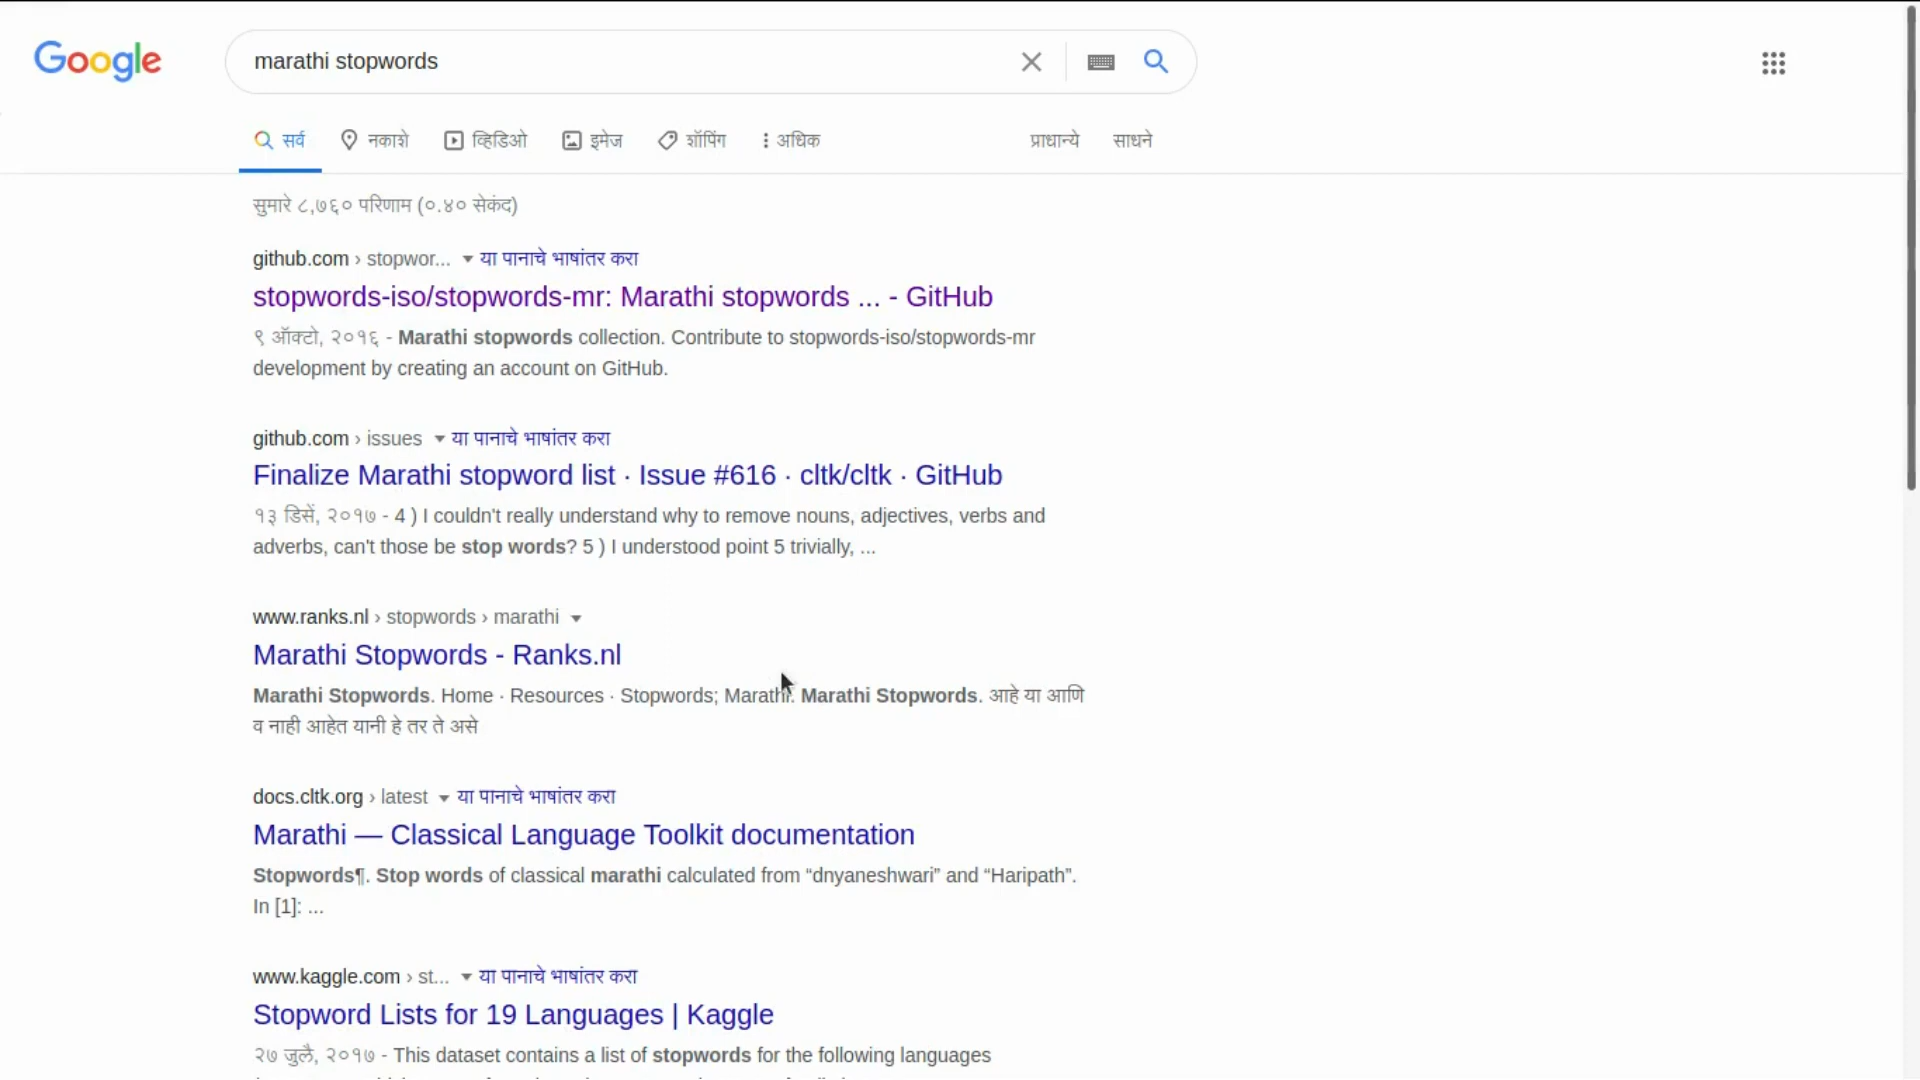 Google
marathi stopwords
सर्व नकाशे व्हिडिओ इमेज शॉपिंग अधिक प्राधान्ये साधने
सुमारे ८,७६० परिणाम (०.४० सेकंद)
github.com › stopwor... या पानाचे भाषांतर करा
stopwords-iso/stopwords-mr: Marathi stopwords ... - GitHub
९ ऑक्टो, २०१६ - Marathi stopwords collection. Contribute to stopwords-iso/stopwords-mr
development by creating an account on GitHub.
github.com › issues या पानाचे भाषांतर करा
Finalize Marathi stopword list · Issue #616 · cltk/cltk · GitHub
१३ डिसें, २०१७ - 4 ) I couldn't really understand why to remove nouns, adjectives, verbs and
adverbs, can't those be stop words? 5 ) I understood point 5 trivially, ...
www.ranks.nl › stopwords › marathi
Marathi Stopwords - Ranks.nl
Marathi Stopwords. Home · Resources · Stopwords; Marathi. Marathi Stopwords. आहे या आणि
व नाही आहेत यानी हे तर ते असे
docs.cltk.org › latest या पानाचे भाषांतर करा
Marathi — Classical Language Toolkit documentation
Stopwords¶. Stop words of classical marathi calculated from “dnyaneshwari” and “Haripath”.
In [1]: ...
www.kaggle.com › st... या पानाचे भाषांतर करा
Stopword Lists for 19 Languages | Kaggle
२७ जुलै, २०१७ - This dataset contains a list of stopwords for the following languages